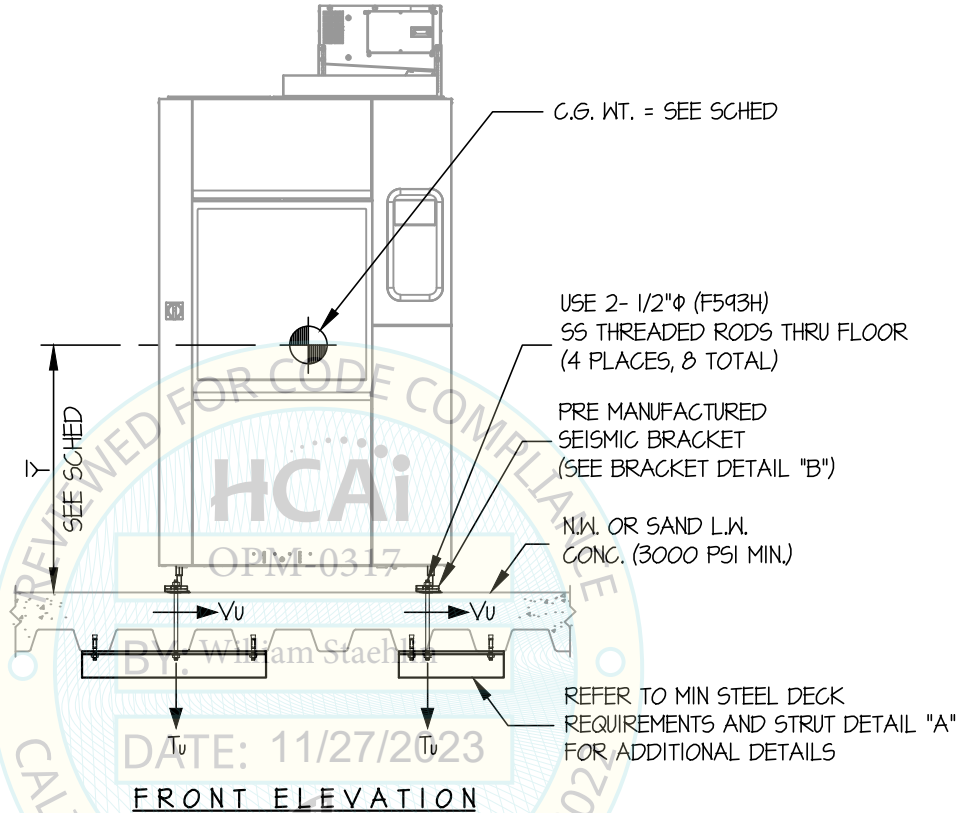 C.G. WT. = SEE SCHED
USE 2- 1/2"Φ (F593H)
SS THREADED RODS THRU FLOOR
(4 PLACES, 8 TOTAL)
PRE MANUFACTURED
SEISMIC BRACKET
(SEE BRACKET DETAIL "B")
N.W. OR SAND L.W.
CONC. (3000 PSI MIN.)
Y
SEE SCHED
REVIEWED FOR CODE COMPLIANCE
HCAi
OPM-0317
VU
VU
BY: William Staehlin
TU
TU
REFER TO MIN STEEL DECK
REQUIREMENTS AND STRUT DETAIL "A"
FOR ADDITIONAL DETAILS
DATE: 11/27/2023
FRONT ELEVATION